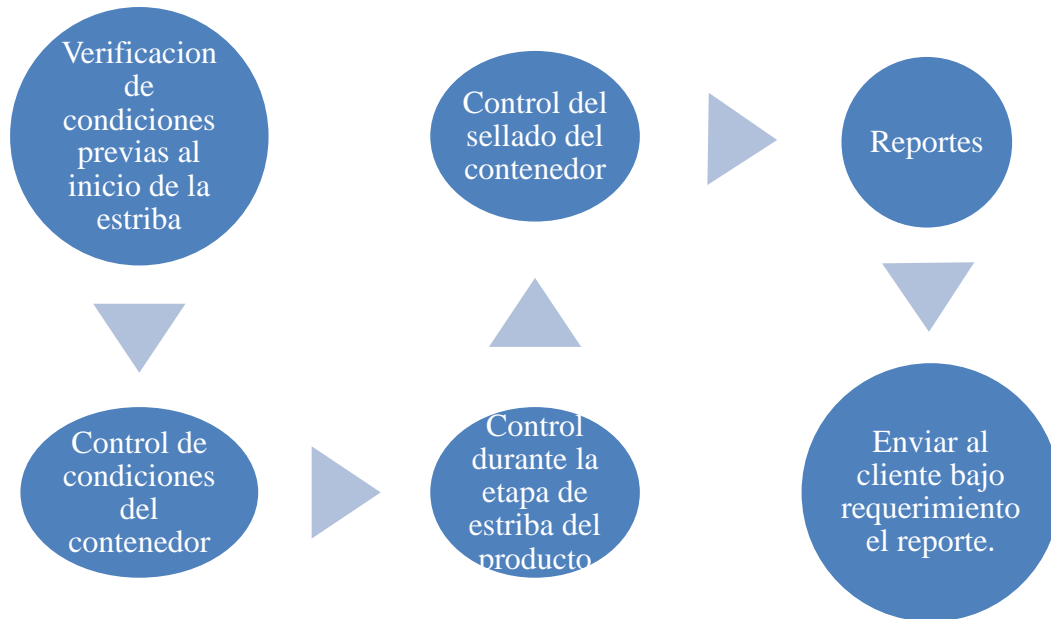 Verificacion
de
condiciones
previas al
inicio de la
estriba
Control de
condiciones
del
contenedor
Control
durante la
etapa de
estriba del
producto
Control del
sellado del
contenedor
Reportes
Enviar al
cliente bajo
requerimiento
el reporte.